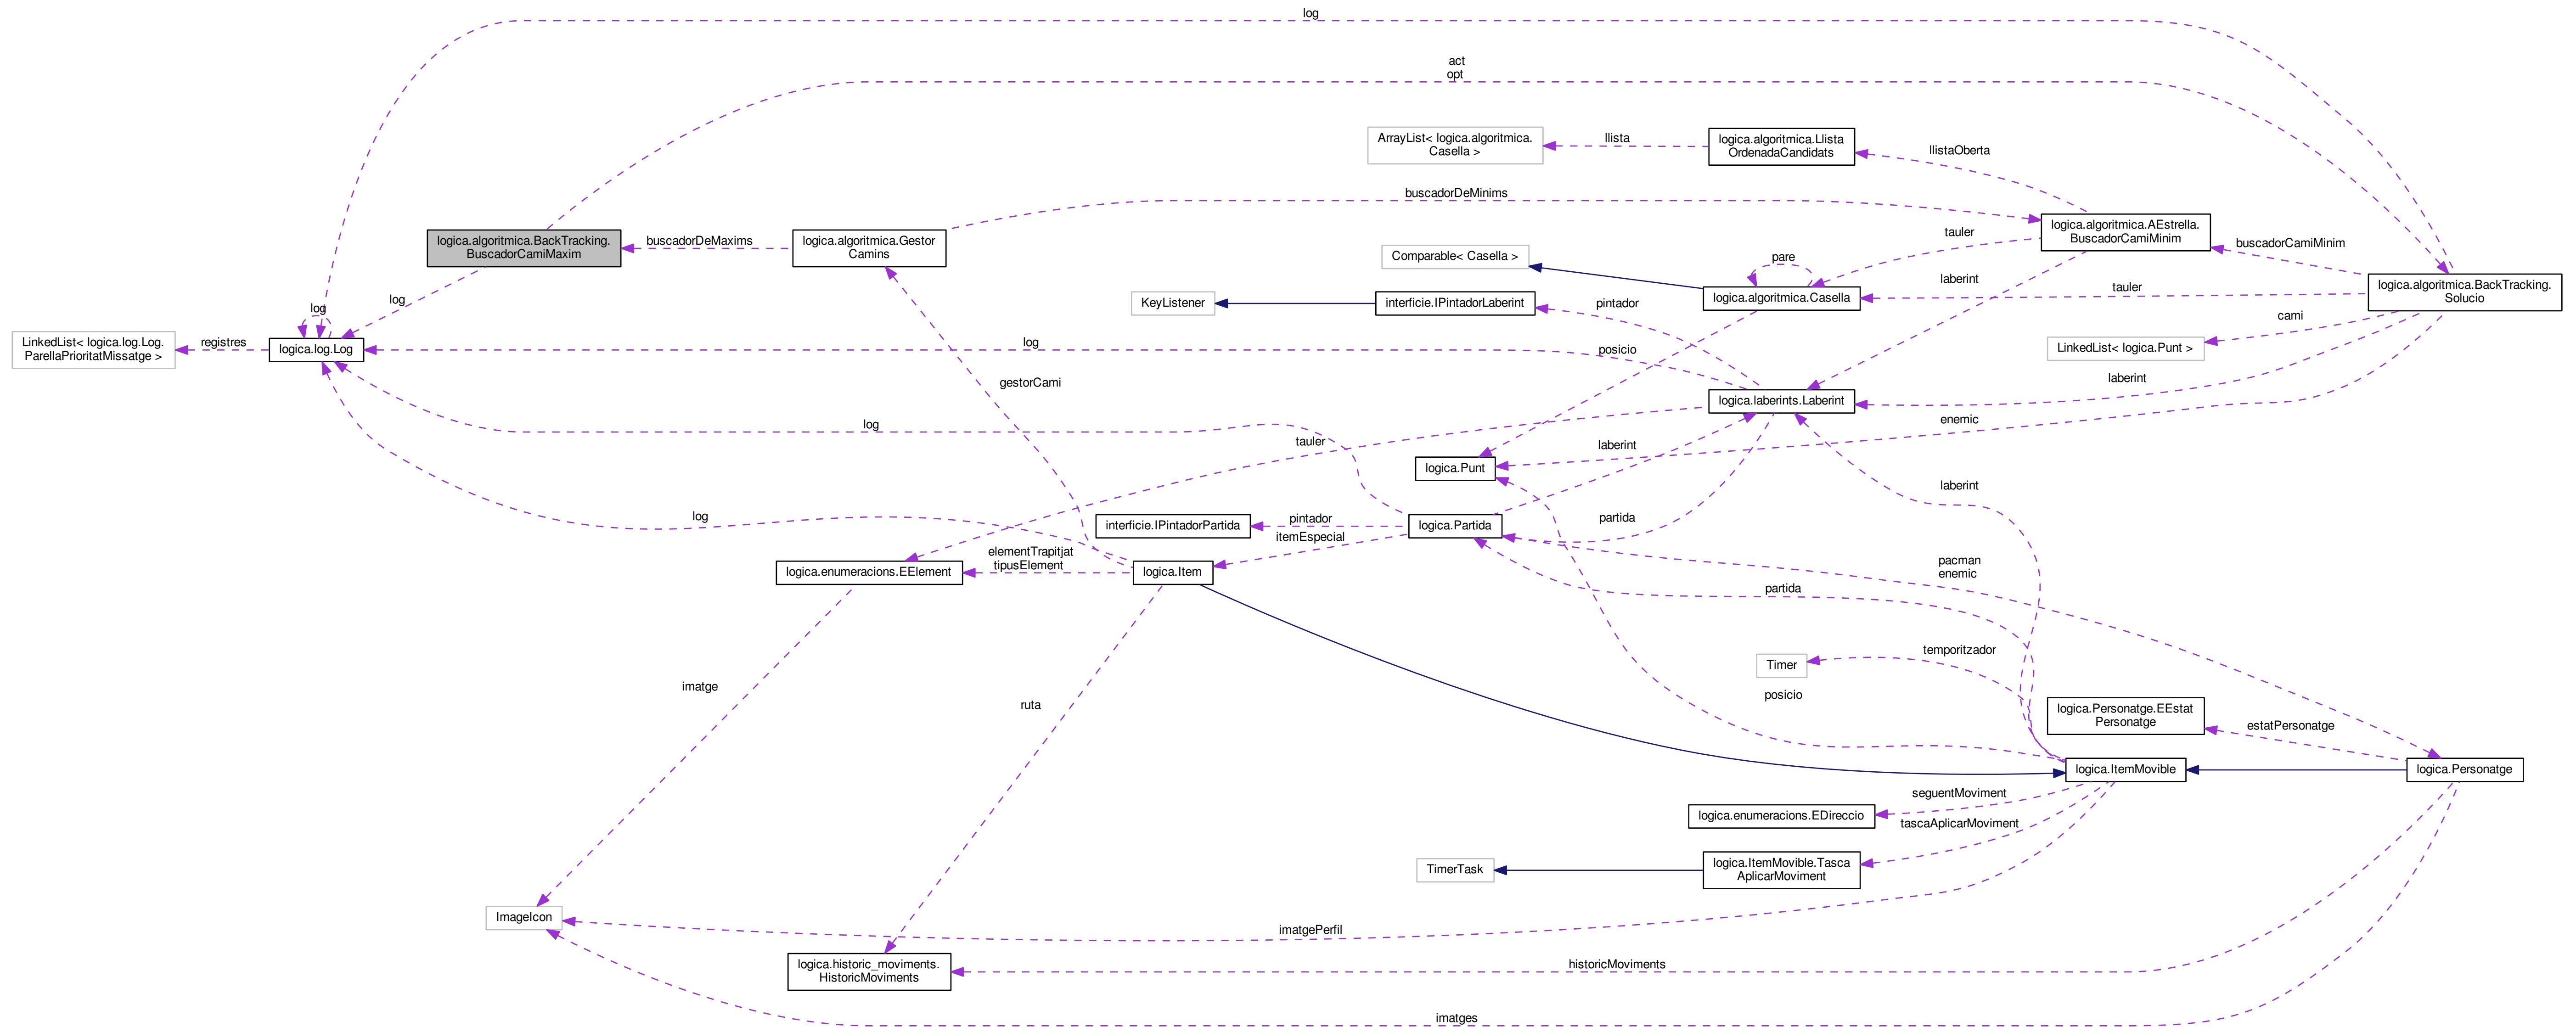 log
act
opt
ArrayList< logica.algoritmica.
Casella >
llista
logica.algoritmica.Llista
OrdenadaCandidats
llistaOberta
buscadorDeMinims
logica.algoritmica.BackTracking.
BuscadorCamiMaxim
buscadorDeMaxims
logica.algoritmica.Gestor
Camins
logica.algoritmica.AEstrella.
BuscadorCamiMinim
tauler
buscadorCamiMinim
Comparable< Casella >
pare
laberint
logica.algoritmica.BackTracking.
Solucio
tauler
logica.algoritmica.Casella
KeyListener
interficie.IPintadorLaberint
pintador
log
log
cami
LinkedList< logica.log.Log.
ParellaPrioritatMissatge >
registres
logica.log.Log
log
posicio
LinkedList< logica.Punt >
gestorCami
laberint
logica.laberints.Laberint
log
enemic
tauler
laberint
logica.Punt
laberint
log
interficie.IPintadorPartida
pintador
logica.Partida
partida
itemEspecial
elementTrapitjat
tipusElement
logica.enumeracions.EElement
logica.Item
pacman
enemic
partida
temporitzador
Timer
imatge
ruta
posicio
logica.Personatge.EEstat
Personatge
estatPersonatge
logica.ItemMovible
logica.Personatge
seguentMoviment
logica.enumeracions.EDireccio
tascaAplicarMoviment
TimerTask
logica.ItemMovible.Tasca
AplicarMoviment
ImageIcon
imatgePerfil
logica.historic_moviments.
HistoricMoviments
historicMoviments
imatges